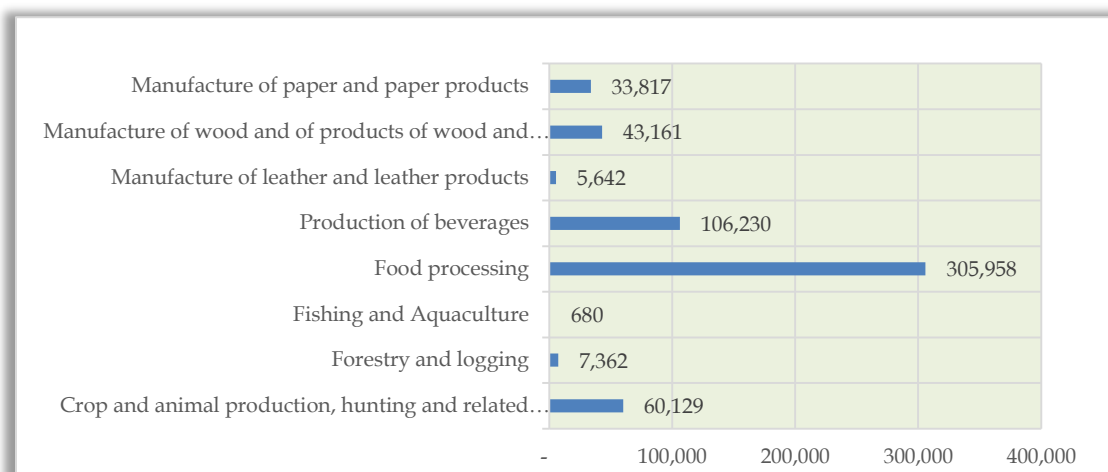 Manufacture of paper and paper products 33,817
Manufacture of wood and of products of wood and… 43,161
Manufacture of leather and leather products 5,642
Production of beverages 106,230
Food processing 305,958
Fishing and Aquaculture 680
Forestry and logging 7,362
Crop and animal production, hunting and related… 60,129
- 100,000 200,000 300,000 400,000